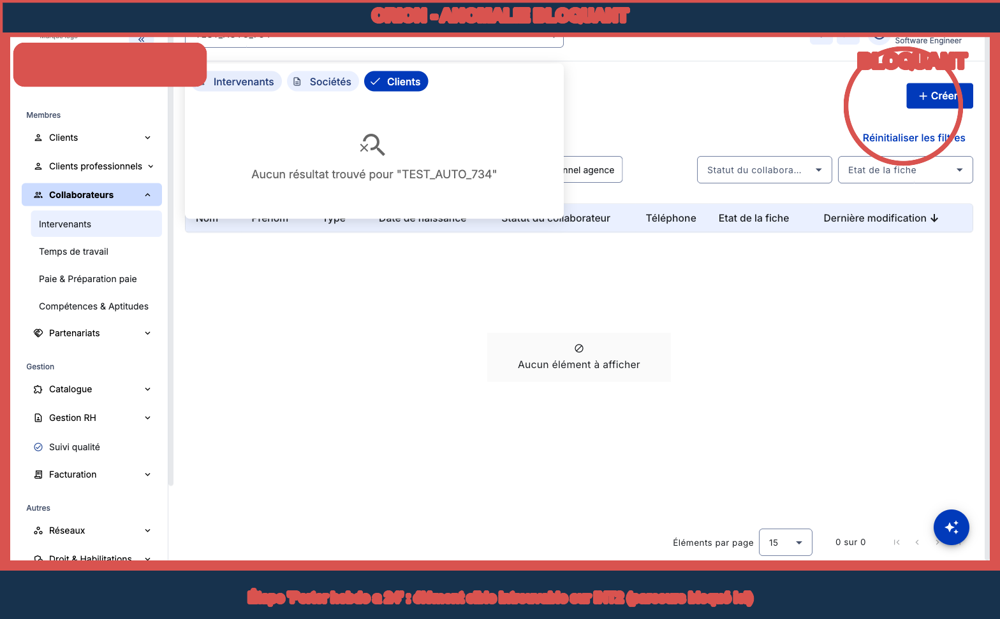 ORION - ANOMALIE BLOQUANT
Marque logo
TEST_AUTO_734
Software Engineer
BLOQUANT
Intervenants
Sociétés
Clients
+ Créer
Membres
Clients
Réinitialiser les filtres
Clients professionnels
Aucun résultat trouvé pour "TEST_AUTO_734"
nnel agence
Statut du collabora...
Etat de la fiche
Collaborateurs
Nom
Prénom
Type
Date de naissance
Statut du collaborateur
Téléphone
Etat de la fiche
Dernière modification
Intervenants
Temps de travail
Paie & Préparation paie
Compétences & Aptitudes
Partenariats
Aucun élément à afficher
Gestion
Catalogue
Gestion RH
Suivi qualité
Facturation
Autres
Réseaux
Éléments par page
15
0 sur 0
Droit & Habilitations
: élément cible introuvable sur INT2 (parcours bloqué ici)